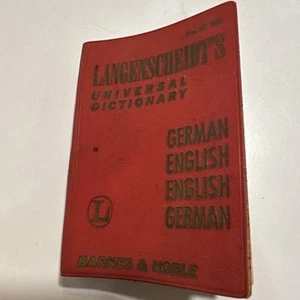 LANGENSCHEIDT'S
UNIVERSAL
DICTIONARY
GERMAN
ENGLISH
ENGLISH
GERMAN
L
BARNES & NOBLE